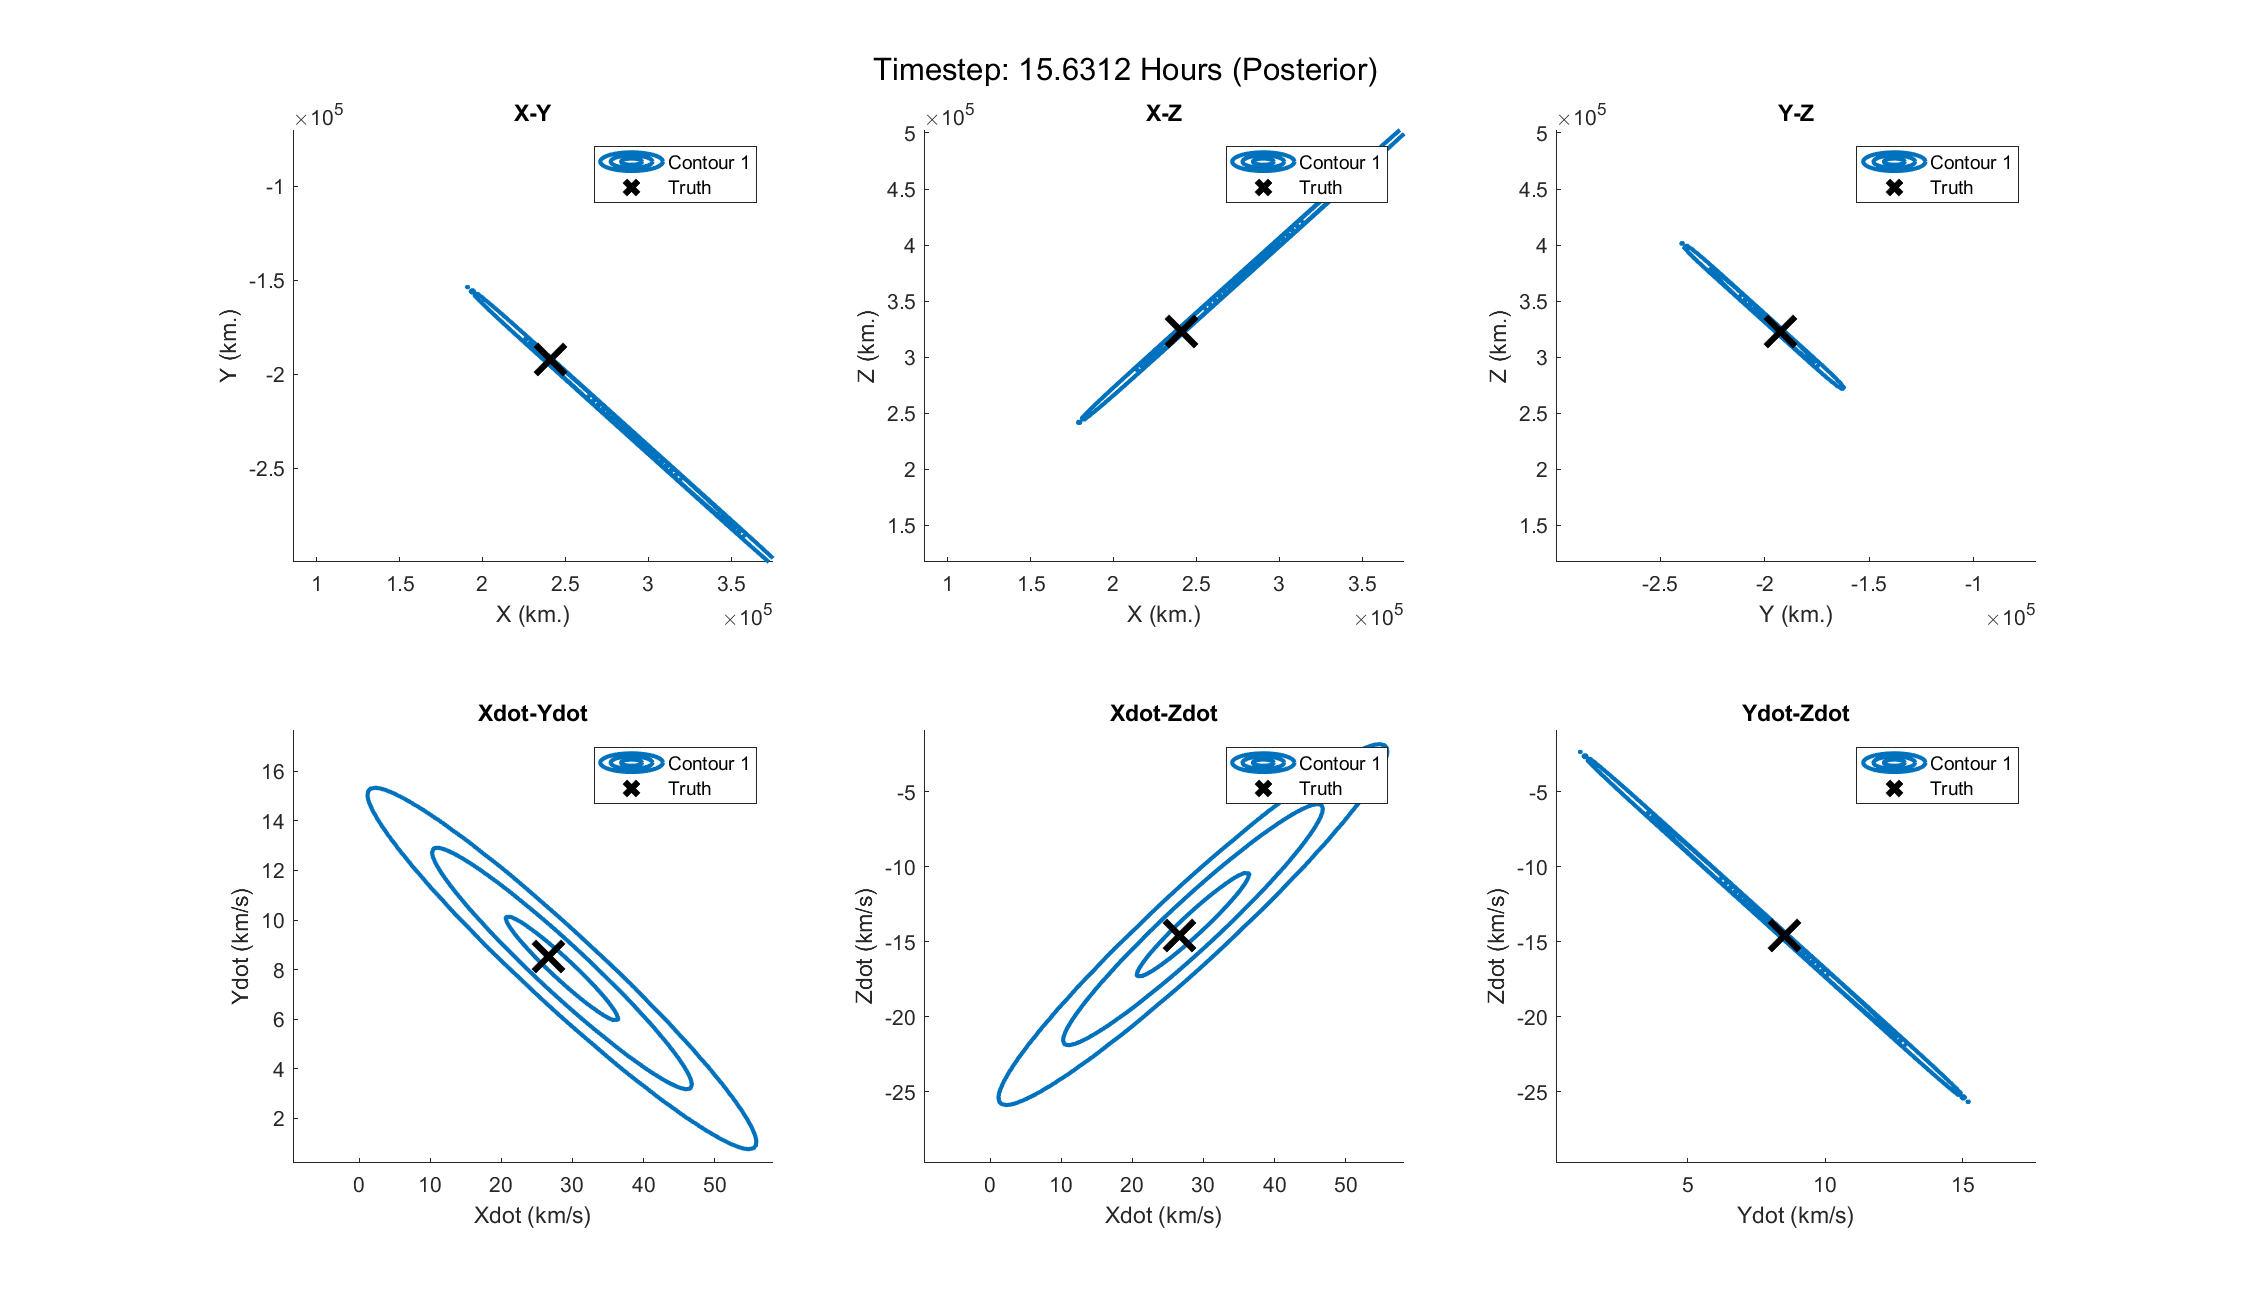 Timestep: 15.6312 Hours (Posterior)
X-Y
×10^5
Contour 1
Truth
-1
-1.5
-2
-2.5
Y (km.)
1 1.5 2 2.5 3 3.5
X (km.)
×10^5
X-Z
×10^5
Contour 1
Truth
5
4.5
4
3.5
3
2.5
2
1.5
Z (km.)
1 1.5 2 2.5 3 3.5
X (km.)
×10^5
Y-Z
×10^5
Contour 1
Truth
5
4.5
4
3.5
3
2.5
2
1.5
Z (km.)
-2.5 -2 -1.5 -1
Y (km.)
×10^5
Xdot-Ydot
Contour 1
Truth
16
14
12
10
8
6
4
2
Ydot (km/s)
0 10 20 30 40 50
Xdot (km/s)
Xdot-Zdot
Contour 1
Truth
-5
-10
-15
-20
-25
Zdot (km/s)
0 10 20 30 40 50
Xdot (km/s)
Ydot-Zdot
Contour 1
Truth
-5
-10
-15
-20
-25
Zdot (km/s)
5 10 15
Ydot (km/s)